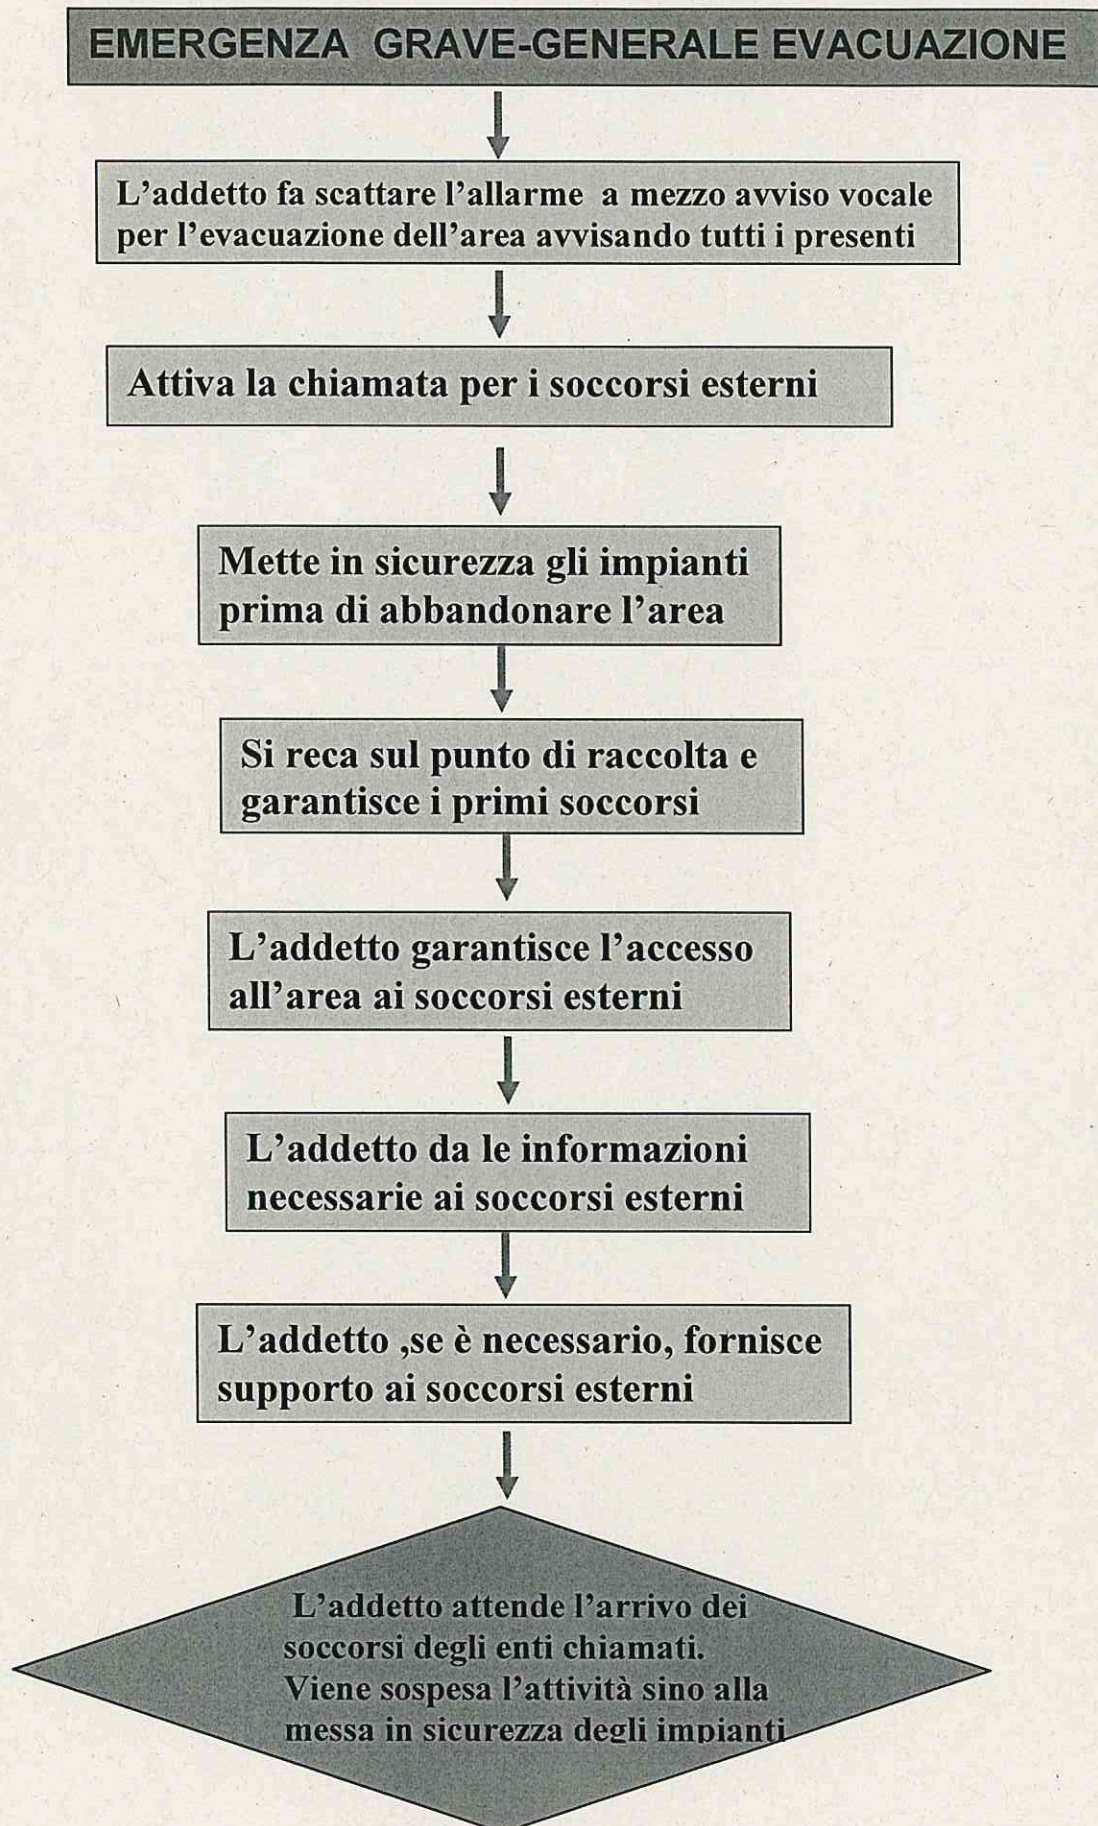 EMERGENZA GRAVE-GENERALE EVACUAZIONE
L'addetto fa scattare l'allarme a mezzo avviso vocale
per l'evacuazione dell'area avvisando tutti i presenti
Attiva la chiamata per i soccorsi esterni
Mette in sicurezza gli impianti
prima di abbandonare l'area
Si reca sul punto di raccolta e
garantisce i primi soccorsi
L'addetto garantisce l'accesso
all'area ai soccorsi esterni
L'addetto da le informazioni
necessarie ai soccorsi esterni
L'addetto ,se è necessario, fornisce
supporto ai soccorsi esterni
L'addetto attende l'arrivo dei
soccorsi degli enti chiamati.
Viene sospesa l'attività sino alla
messa in sicurezza degli impianti